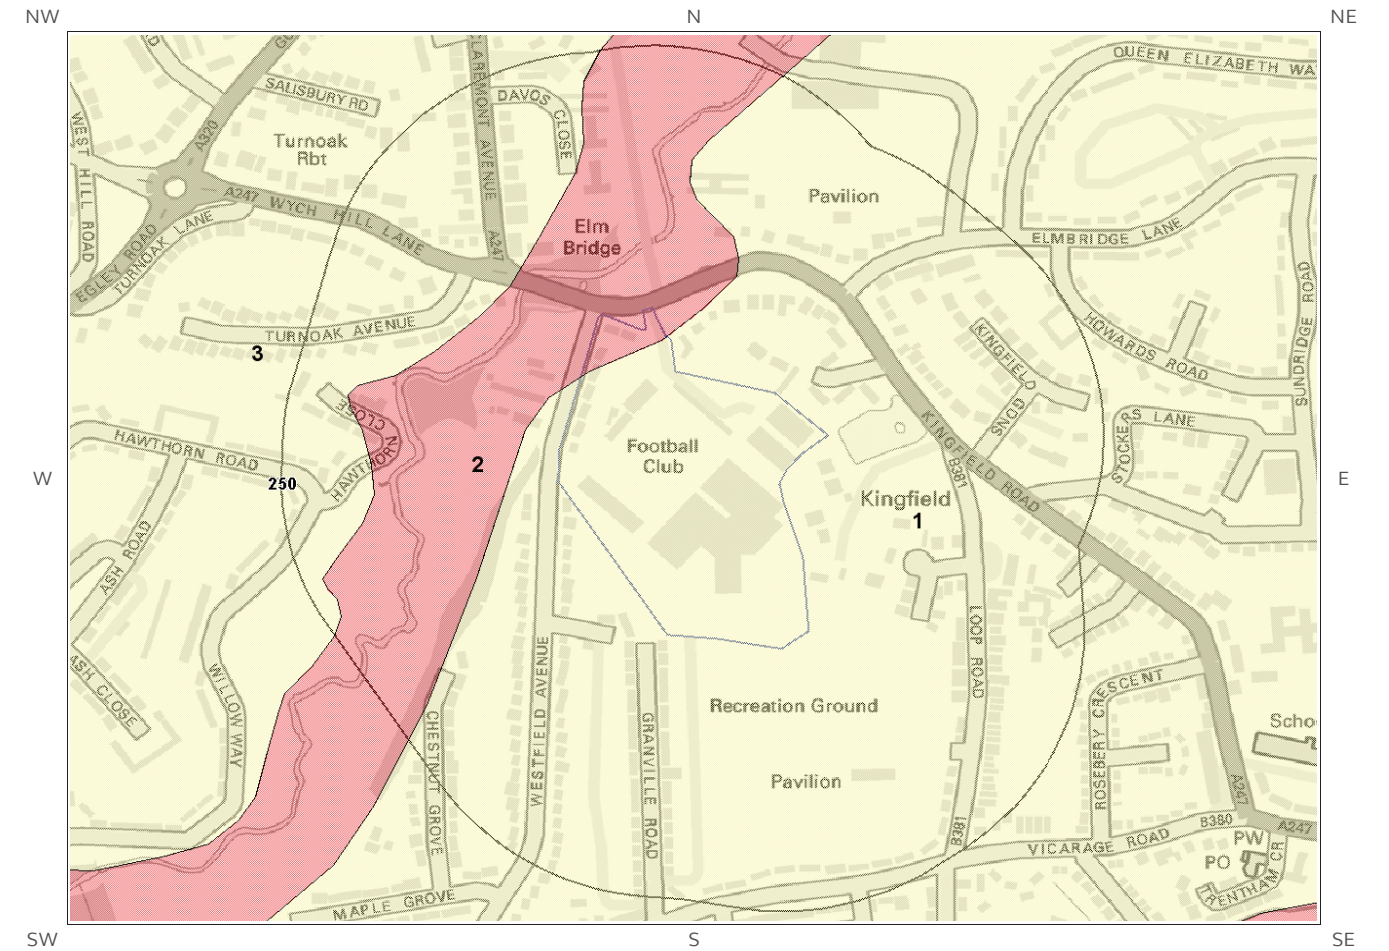 NW
N
NE
QUEEN ELIZABETH WA
SALISBURY RD
DAVOS CLOSE
LAREMONT AVENUE
A320
Turnoak
Rbt
WEST HILL ROAD
A247 WYCH HILL LANE
A247
Pavilion
Elm
Bridge
ELMBRIDGE LANE
EGLEY ROAD
TURNOAK LANE
TURNOAK AVENUE
3
SUNDRIDGE ROAD
HOWARDS ROAD
KINGFIELD
GDNS
HAWTHORN CLOSE
STOCKERS LANE
KINGFIELD ROAD
B381
HAWTHORN ROAD
Football
Club
2
W
250
E
Kingfield
1
ASH ROAD
LOOP ROAD
ASH CLOSE
WILLOW WAY
WESTFIELD AVENUE
CHESTNUT GROVE
GRANVILLE ROAD
Recreation Ground
ROSEBERY CRESCENT
Scho
Pavilion
A247
B381
B380
A247
VICARAGE ROAD
PW
PO
RENTHAM CR
MAPLE GROVE
SW
S
SE